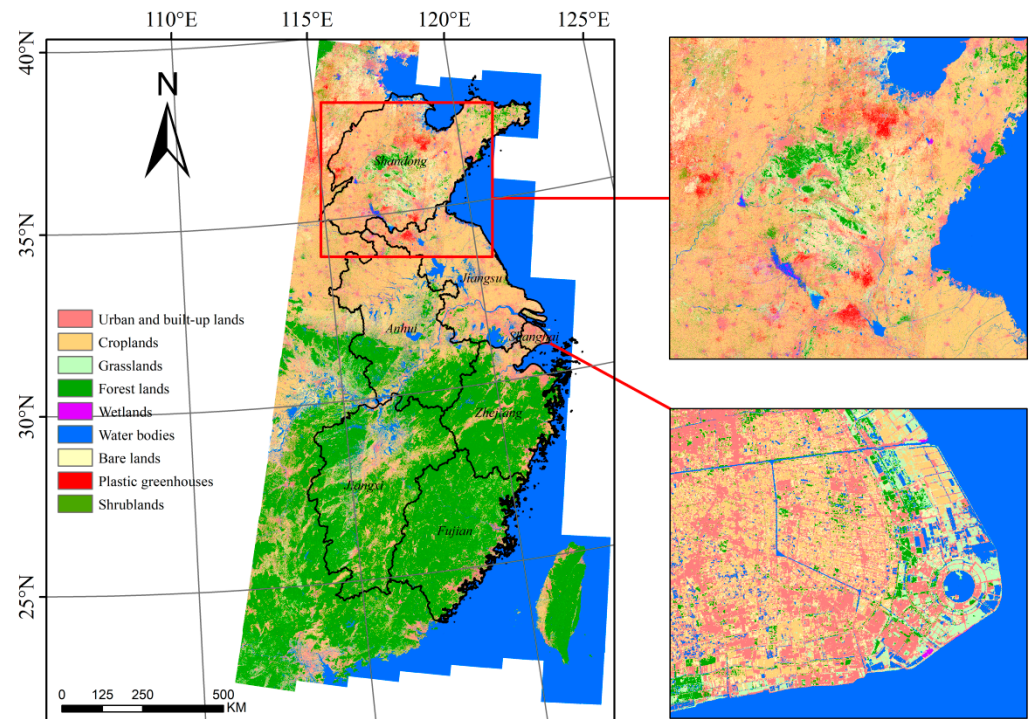 110°E
115°E
120°E
125°E
40°N
35°N
30°N
25°N
N
Shandong
Jiangsu
Anhui
Shanghai
Zhejiang
Jiangxi
Fujian
Urban and built-up lands
Croplands
Grasslands
Forest lands
Wetlands
Water bodies
Bare lands
Plastic greenhouses
Shrublands
0 125 250 500
KM